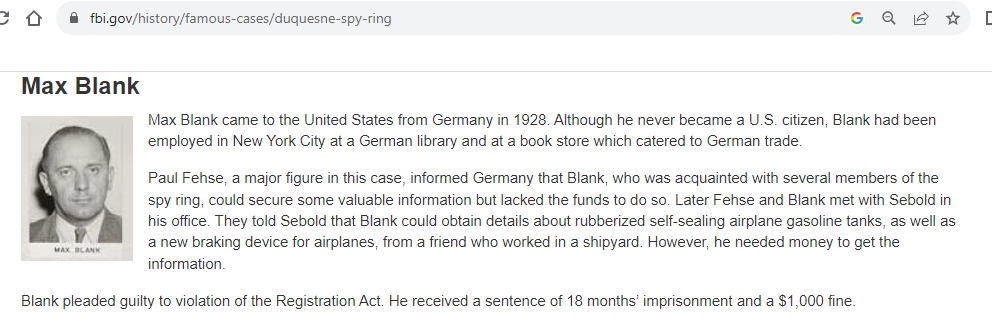 fbi.gov/history/famous-cases/duquesne-spy-ring
Max Blank
Max Blank came to the United States from Germany in 1928. Although he never became a U.S. citizen, Blank had been
employed in New York City at a German library and at a book store which catered to German trade.
Paul Fehse, a major figure in this case, informed Germany that Blank, who was acquainted with several members of the
spy ring, could secure some valuable information but lacked the funds to do so. Later Fehse and Blank met with Sebold in
his office. They told Sebold that Blank could obtain details about rubberized self-sealing airplane gasoline tanks, as well as
a new braking device for airplanes, from a friend who worked in a shipyard. However, he needed money to get the
information.
MAX BLANK
Blank pleaded guilty to violation of the Registration Act. He received a sentence of 18 months’ imprisonment and a $1,000 fine.